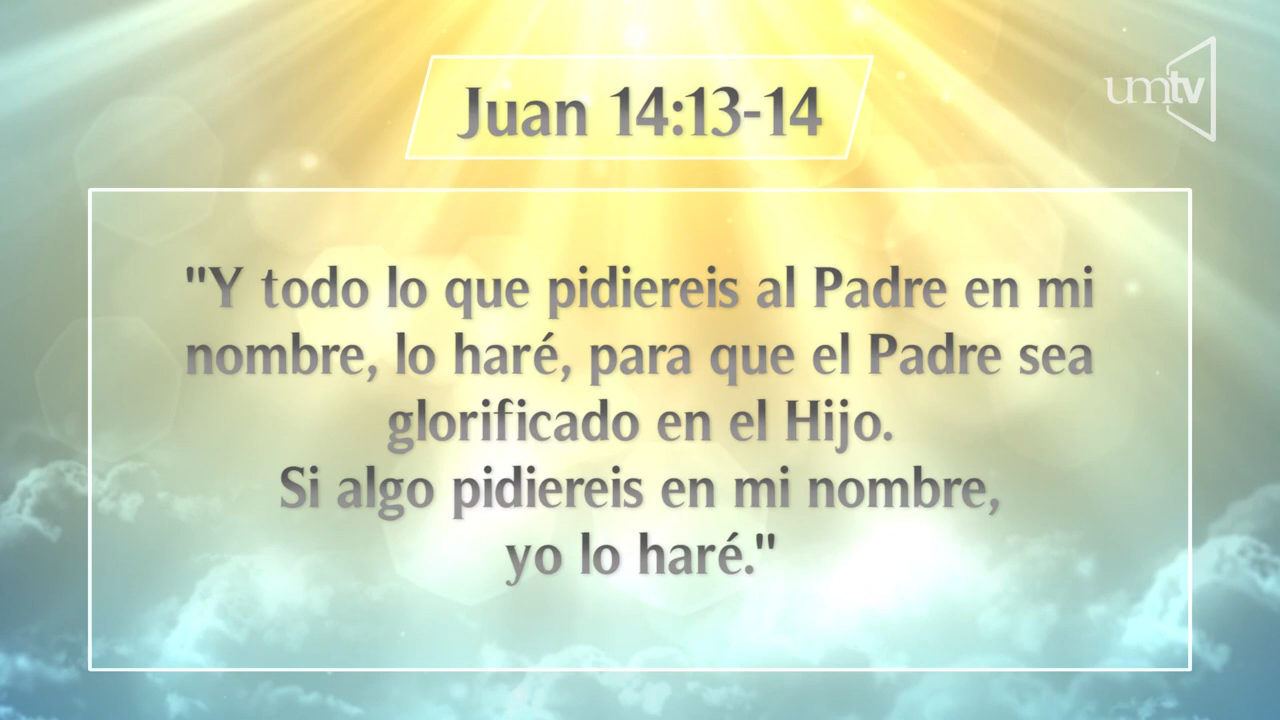 Juan 14:13-14
umtv
"Y todo lo que pidiereis al Padre en mi
nombre, lo haré, para que el Padre sea
glorificado en el Hijo.
Si algo pidiereis en mi nombre,
yo lo haré."